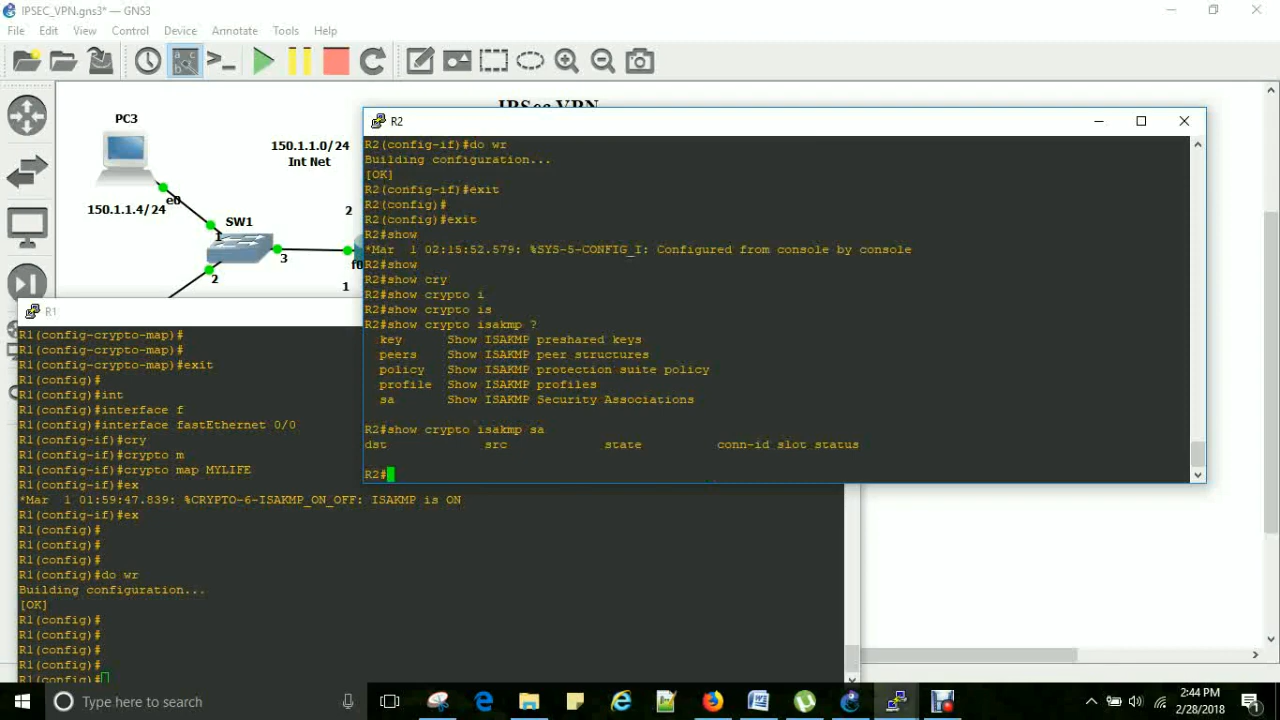 IPSEC_VPN.gns3* — GNS3
File Edit View Control Device Annotate Tools Help
IPSec VPN
PC3
150.1.1.0/24
Int Net
150.1.1.4/24
e0
SW1
1
2
3
2
1
f0
R2
R2(config-if)#do wr
Building configuration...
[OK]
R2(config-if)#exit
R2(config)#
R2(config)#exit
R2#show
*Mar  1 02:15:52.579: %SYS-5-CONFIG_I: Configured from console by console
R2#show
R2#show cry
R2#show crypto i
R2#show crypto is
R2#show crypto isakmp ?
key Show ISAKMP preshared keys
peers Show ISAKMP peer structures
policy Show ISAKMP protection suite policy
profile Show ISAKMP profiles
sa Show ISAKMP Security Associations
R2#show crypto isakmp sa
dst src state conn-id slot status
R2#
R1
R1(config-crypto-map)#
R1(config-crypto-map)#
R1(config-crypto-map)#exit
R1(config)#
R1(config)#int
R1(config)#interface f
R1(config)#interface fastEthernet 0/0
R1(config-if)#cry
R1(config-if)#crypto m
R1(config-if)#crypto map MYLIFE
R1(config-if)#ex
*Mar  1 01:59:47.839: %CRYPTO-6-ISAKMP_ON_OFF: ISAKMP is ON
R1(config-if)#ex
R1(config)#
R1(config)#
R1(config)#
R1(config)#do wr
Building configuration...
[OK]
R1(config)#
R1(config)#
R1(config)#
R1(config)#
R1(config)#
Type here to search
2:44 PM
2/28/2018